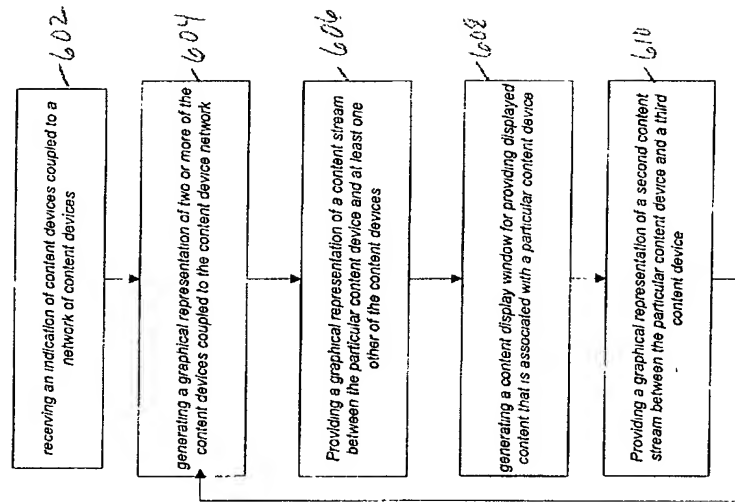 602
receiving an indication of content devices coupled to a
network of content devices
604
generating a graphical representation of two or more of the
content devices coupled to the content device network
606
Providing a graphical representation of a content stream
between the particular content device and at least one
other of the content devices
608
generating a content display window for providing displayed
content that is associated with a particular content device
610
Providing a graphical representation of a second content
stream between the particular content device and a third
content device